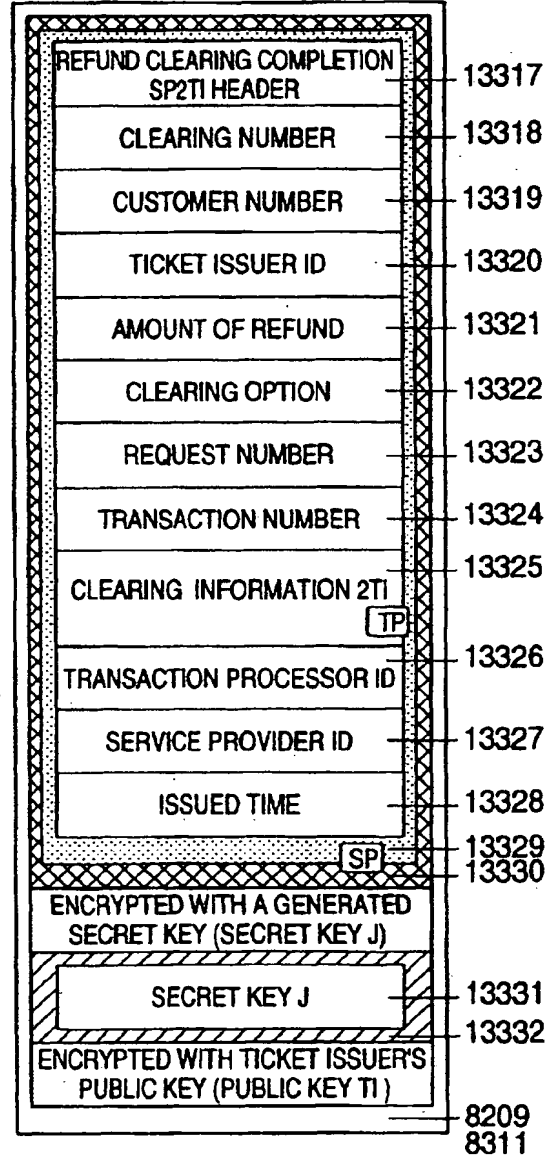 REFUND CLEARING COMPLETION
SP2TI HEADER
13317
CLEARING NUMBER
13318
CUSTOMER NUMBER
13319
TICKET ISSUER ID
13320
AMOUNT OF REFUND
13321
CLEARING OPTION
13322
REQUEST NUMBER
13323
TRANSACTION NUMBER
13324
13325
CLEARING INFORMATION 2TI
TP
13326
TRANSACTION PROCESSOR ID
SERVICE PROVIDER ID
13327
ISSUED TIME
13328
13329
SP
13330
ENCRYPTED WITH A GENERATED
SECRET KEY (SECRET KEY J)
SECRET KEY J
13331
13332
ENCRYPTED WITH TICKET ISSUER'S
PUBLIC KEY (PUBLIC KEY TI )
8209
8311